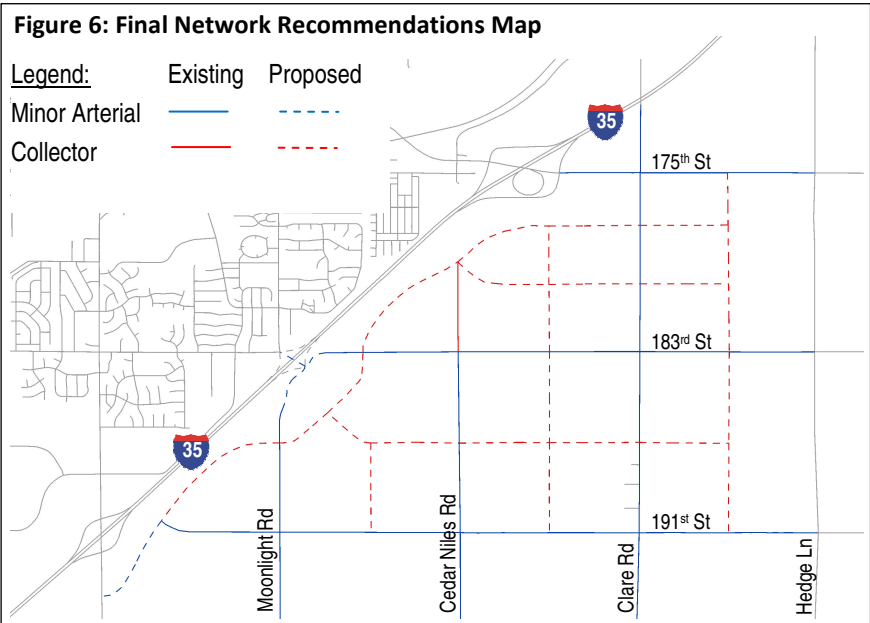 Figure 6: Final Network Recommendations Map
Legend: Existing Proposed
Minor Arterial
Collector
35
175th St
183rd St
35
191st St
Moonlight Rd
Cedar Niles Rd
Clare Rd
Hedge Ln